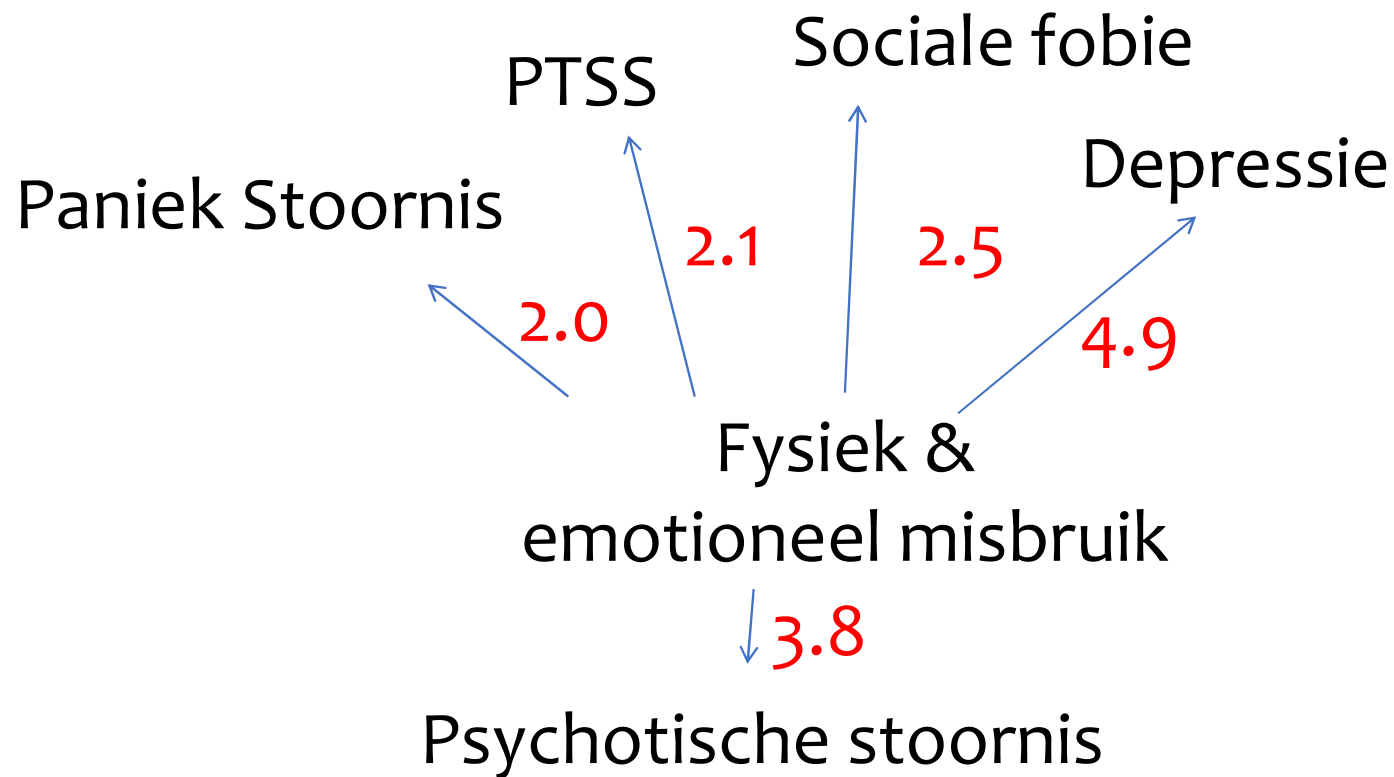 Sociale fobie
PTSS
Depressie
Paniek Stoornis
2.1
2.5
2.0
4.9
Fysiek &
emotioneel misbruik
3.8
Psychotische stoornis